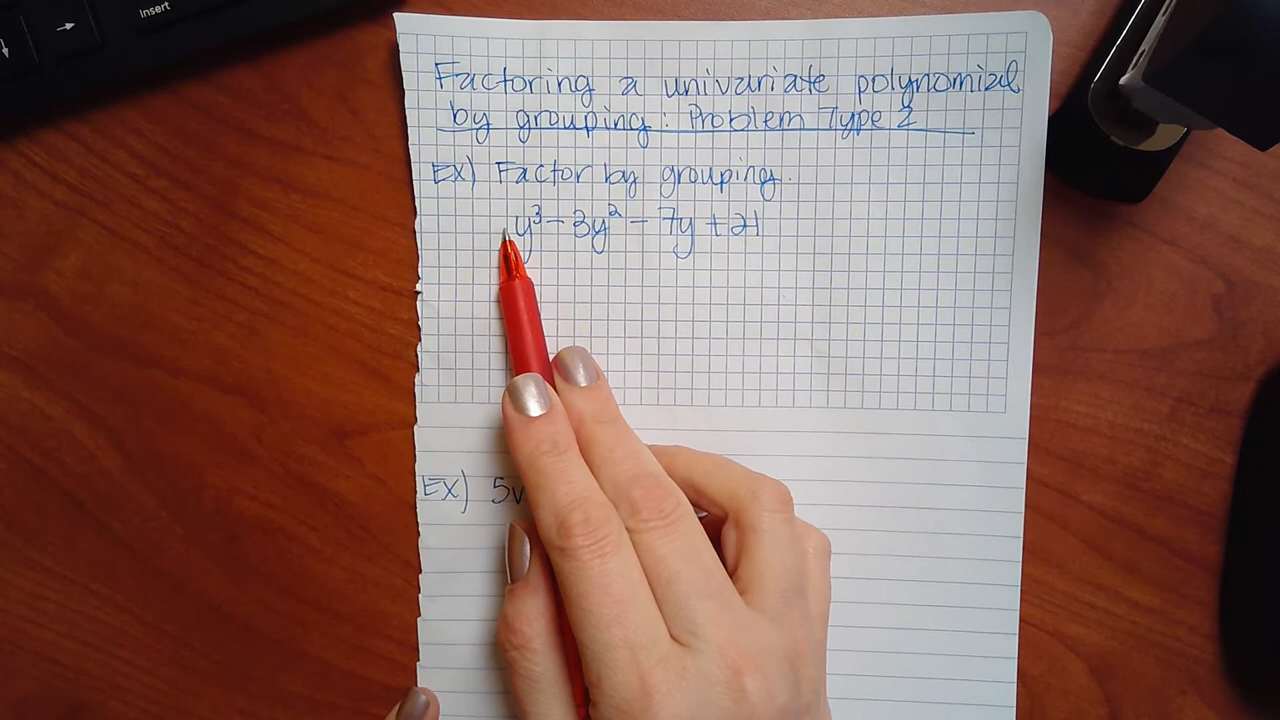 Insert
Factoring a univariate polynomial
by grouping: Problem Type 2
EX) Factor by grouping.
y³ - 3y² - 7y + 21
EX) 5v